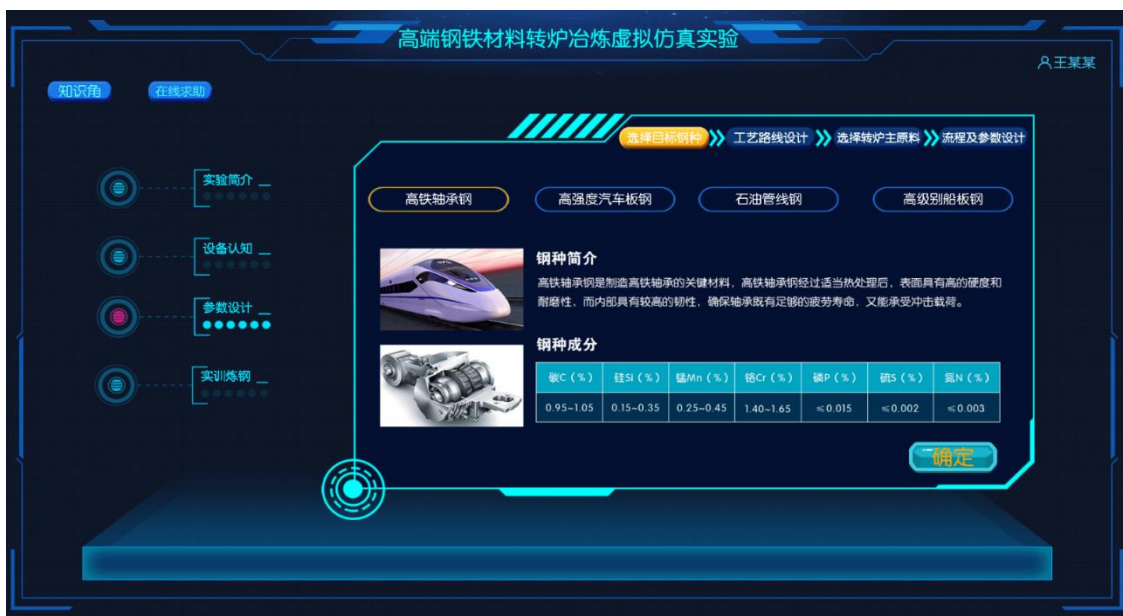 高端钢铁材料转炉冶炼虚拟仿真实验
王某某
知识角
在线求助
实验简介
设备认知
参数设计
实训炼钢
选择目标钢种
工艺路线设计
选择转炉主原料
流程及参数设计
高铁轴承钢
高强度汽车板钢
石油管线钢
高级别船板钢
钢种简介
高铁轴承钢是制造高铁轴承的关键材料，高铁轴承钢经过适当热处理后，表面具有高的硬度和
耐磨性，而内部具有较高的韧性，确保轴承既有足够的疲劳寿命，又能承受冲击载荷。
钢种成分
碳C（%） 硅Si（%） 锰Mn（%） 铬Cr（%） 磷P（%） 硫S（%） 氮N（%）
0.95~1.05 0.15~0.35 0.25~0.45 1.40~1.65 ≤0.015 ≤0.002 ≤0.003
确定